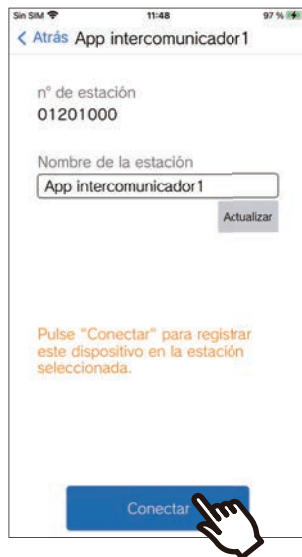 Sin SIM 11:48 97 %
Atrás App intercomunicador1
n° de estación
01201000
Nombre de la estación
App intercomunicador1
Actualizar
Pulse "Conectar" para registrar
este dispositivo en la estación
seleccionada.
Conectar